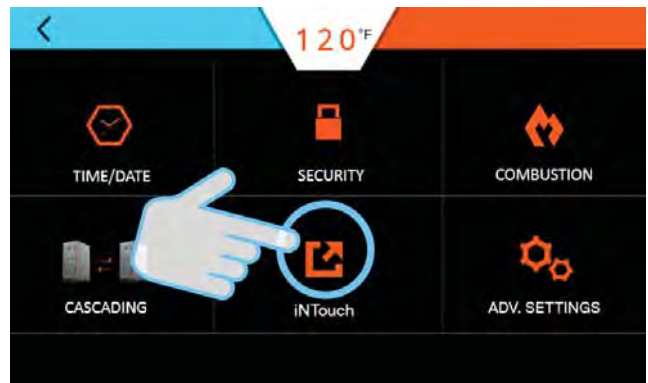 120°F
TIME/DATE
SECURITY
COMBUSTION
CASCADING
iNTouch
ADV. SETTINGS